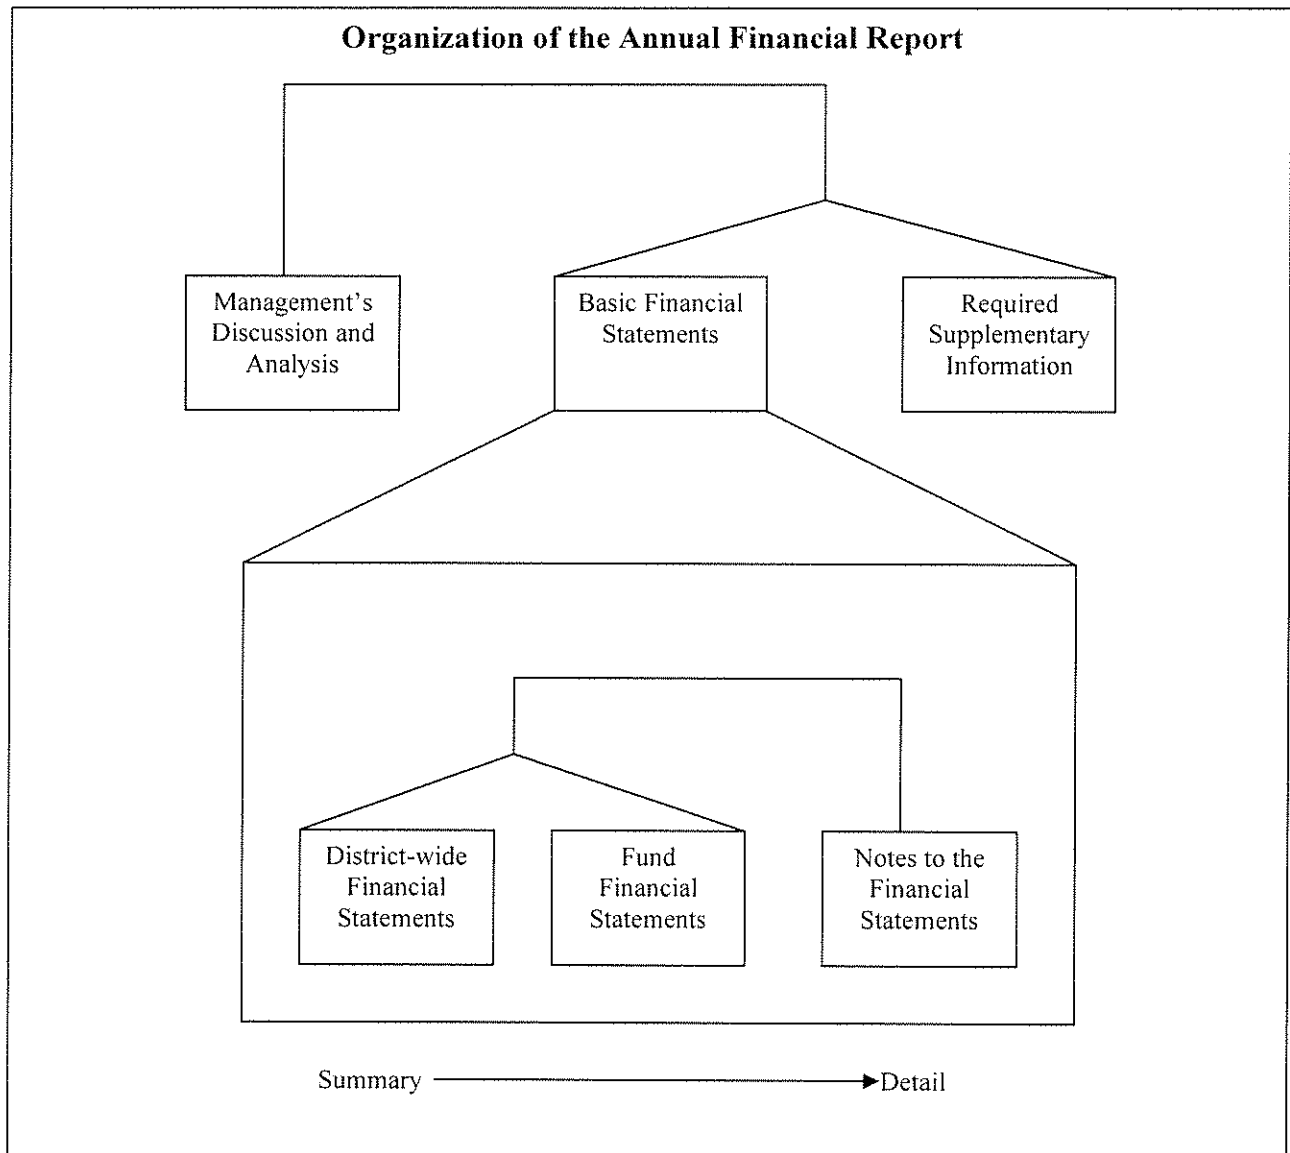 Organization of the Annual Financial Report
Management's
Discussion and
Analysis
Basic Financial
Statements
Required
Supplementary
Information
District-wide
Financial
Statements
Fund
Financial
Statements
Notes to the
Financial
Statements
Summary
Detail